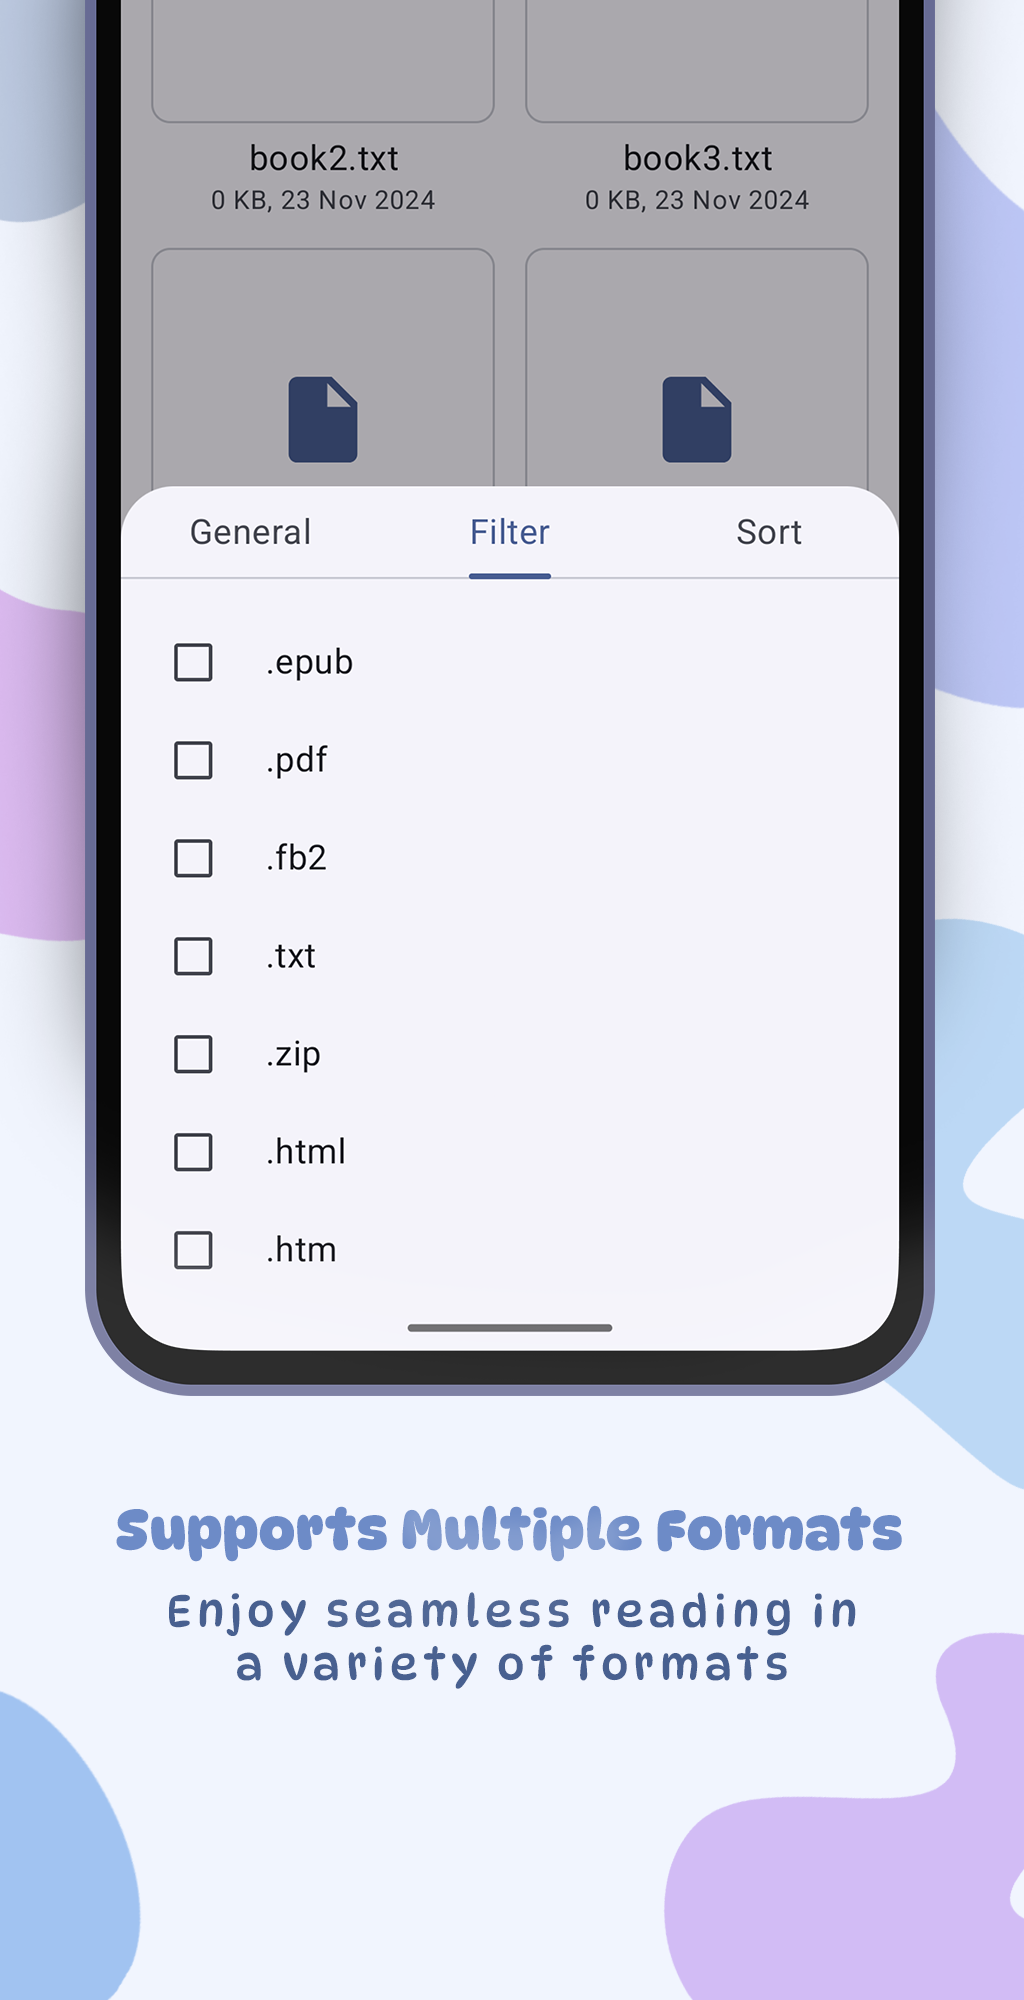 book2.txt
book3.txt
0 KB, 23 Nov 2024
0 KB, 23 Nov 2024
General
Filter
Sort
.epub
.pdf
.fb2
.txt
.zip
.html
.htm
Supports Multiple Formats
Enjoy seamless reading in
a variety of formats